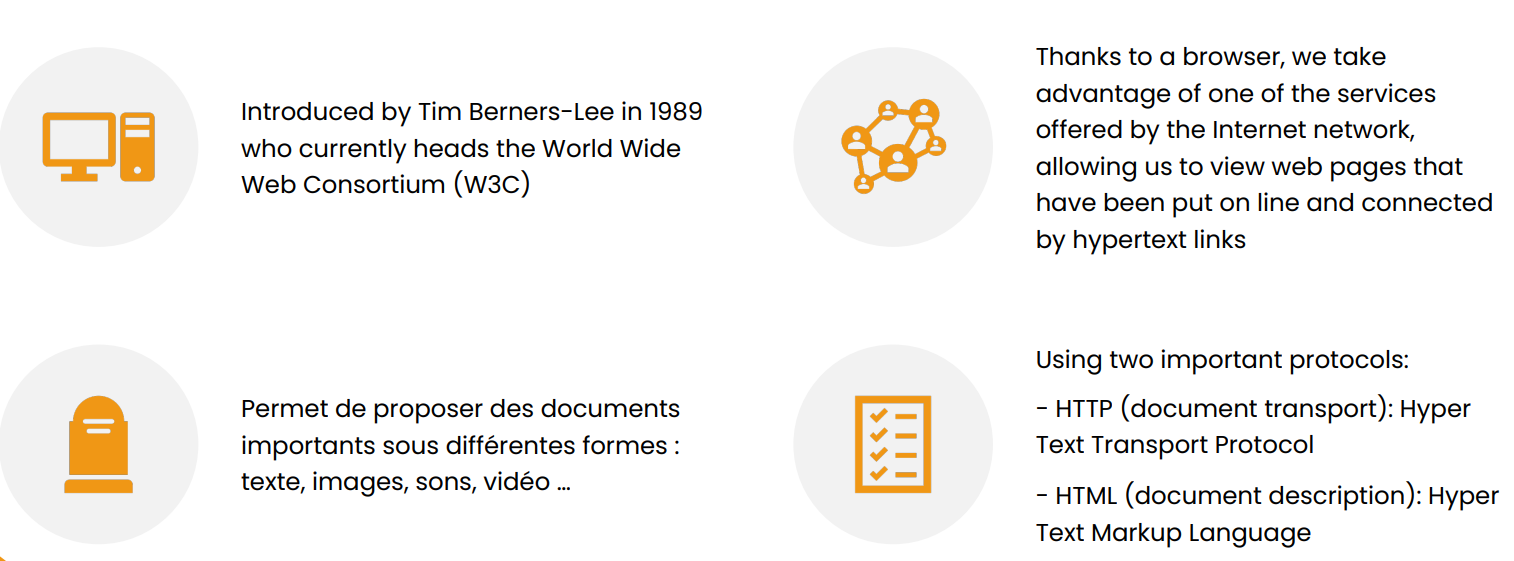 Introduced by Tim Berners-Lee in 1989
who currently heads the World Wide
Web Consortium (W3C)
Thanks to a browser, we take
advantage of one of the services
offered by the Internet network,
allowing us to view web pages that
have been put on line and connected
by hypertext links
Permet de proposer des documents
importants sous différentes formes :
texte, images, sons, vidéo ...
Using two important protocols:
- HTTP (document transport): Hyper
Text Transport Protocol
- HTML (document description): Hyper
Text Markup Language